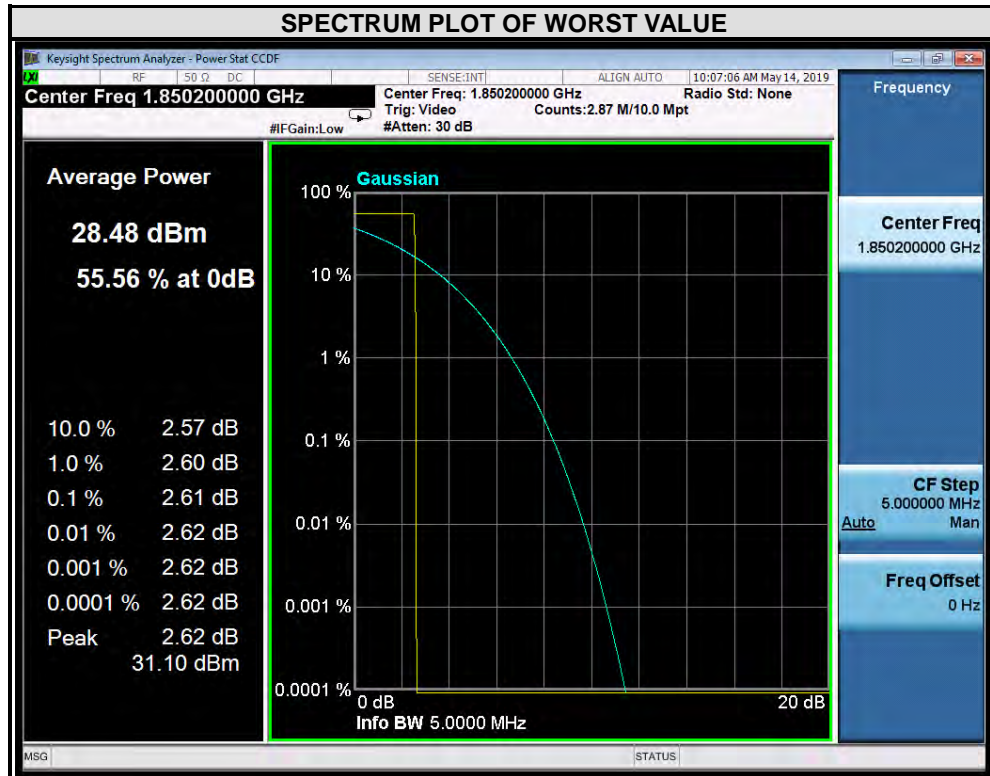 SPECTRUM PLOT OF WORST VALUE
Keysight Spectrum Analyzer - Power Stat CCDF
LXI RF 50 Ω DC SENSE:INT ALIGN AUTO 10:07:06 AM May 14, 2019
Center Freq 1.850200000 GHz
Center Freq: 1.850200000 GHz Radio Std: None
Trig: Video Counts:2.87 M/10.0 Mpt
#IFGain:Low #Atten: 30 dB
Frequency
Average Power
28.48 dBm
55.56 % at 0dB
10.0 % 2.57 dB
1.0 % 2.60 dB
0.1 % 2.61 dB
0.01 % 2.62 dB
0.001 % 2.62 dB
0.0001 % 2.62 dB
Peak 2.62 dB
31.10 dBm
Gaussian
100 %
10 %
1 %
0.1 %
0.01 %
0.001 %
0.0001 %
0 dB 20 dB
Info BW 5.0000 MHz
Center Freq
1.850200000 GHz
CF Step
5.000000 MHz
Auto Man
Freq Offset
0 Hz
MSG STATUS